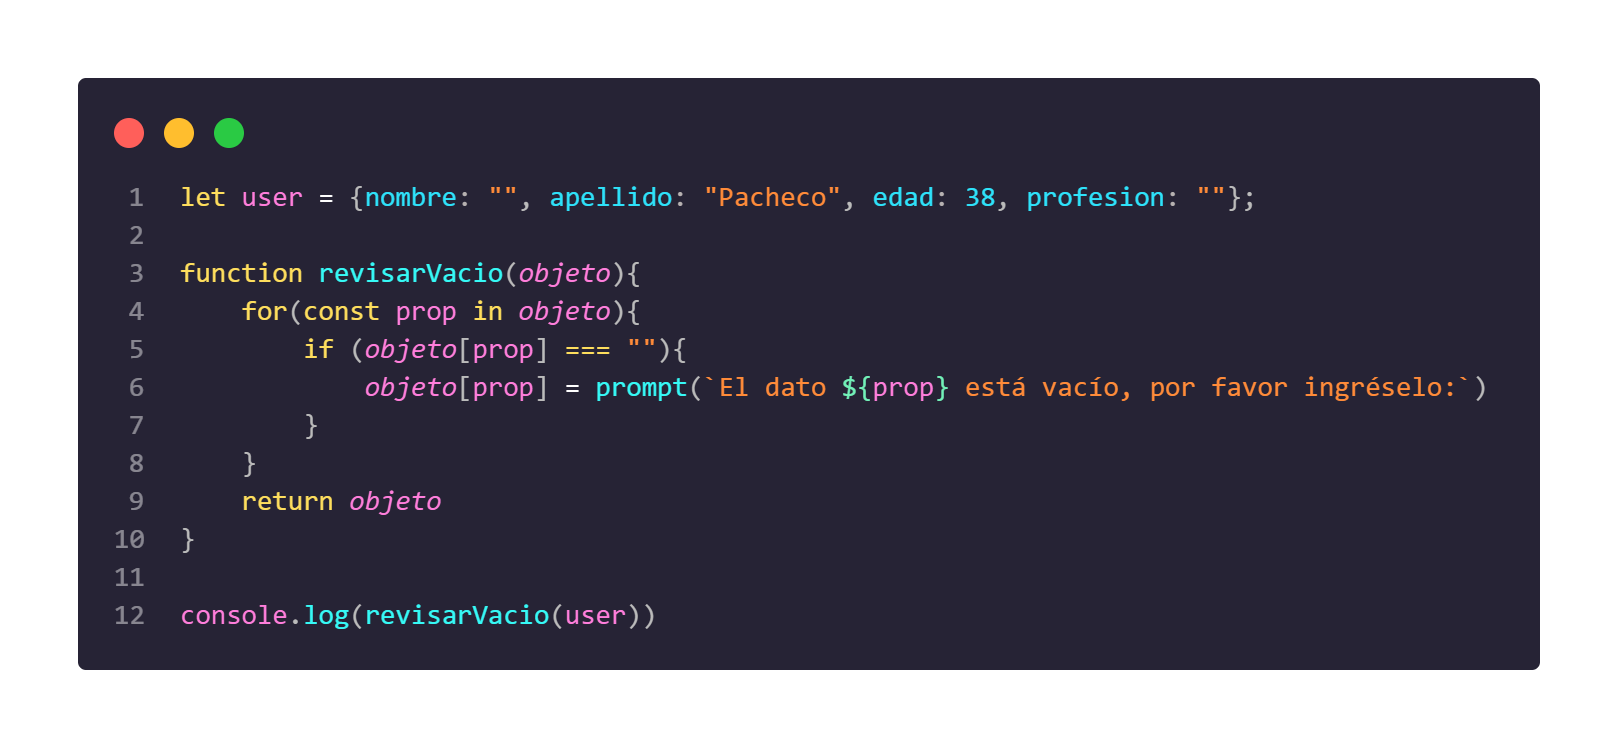 1 let user = {nombre: "", apellido: "Pacheco", edad: 38, profesion: ""};
2
3 function revisarVacio(objeto){
4     for(const prop in objeto){
5         if (objeto[prop] === ""){
6             objeto[prop] = prompt(`El dato ${prop} está vacío, por favor ingréselo:`)
7         }
8     }
9     return objeto
10 }
11
12 console.log(revisarVacio(user))